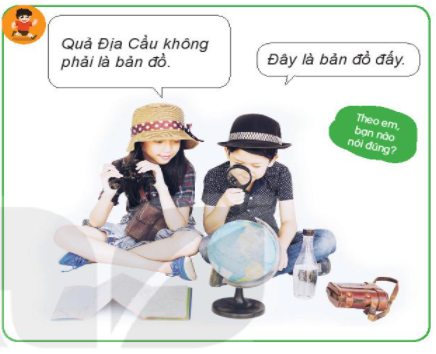 Quả Địa Cầu không
phải là bản đồ.
Đây là bản đồ đấy.
Theo em,
bạn nào
nói đúng?